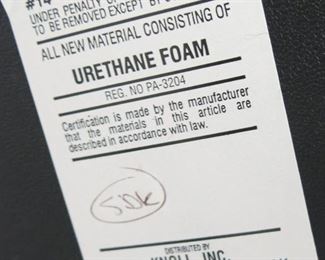 #14
UNDER PENALTY
TO BE REMOVED EXCEPT BY
ALL NEW MATERIAL CONSISTING OF
URETHANE FOAM
REG. NO PA-3204
Certification is made by the manufacturer
that the materials in this article are
described in accordance with law.
DISTRIBUTED BY
KNOLL, INC.